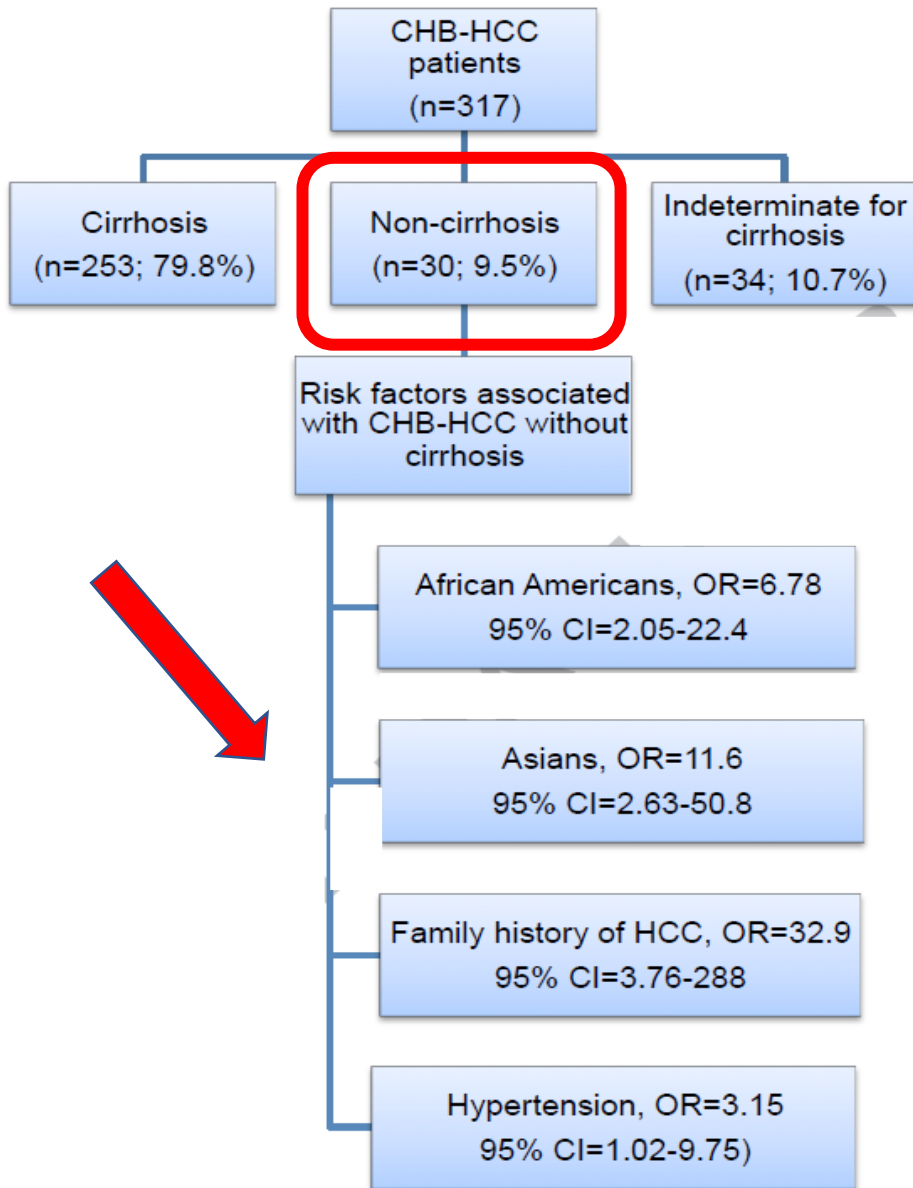 CHB-HCC
patients
(n=317)
Cirrhosis
(n=253; 79.8%)
Non-cirrhosis
(n=30; 9.5%)
Indeterminate for
cirrhosis
(n=34; 10.7%)
Risk factors associated
with CHB-HCC without
cirrhosis
African Americans, OR=6.78
95% CI=2.05-22.4
Asians, OR=11.6
95% CI=2.63-50.8
Family history of HCC, OR=32.9
95% CI=3.76-288
Hypertension, OR=3.15
95% CI=1.02-9.75)